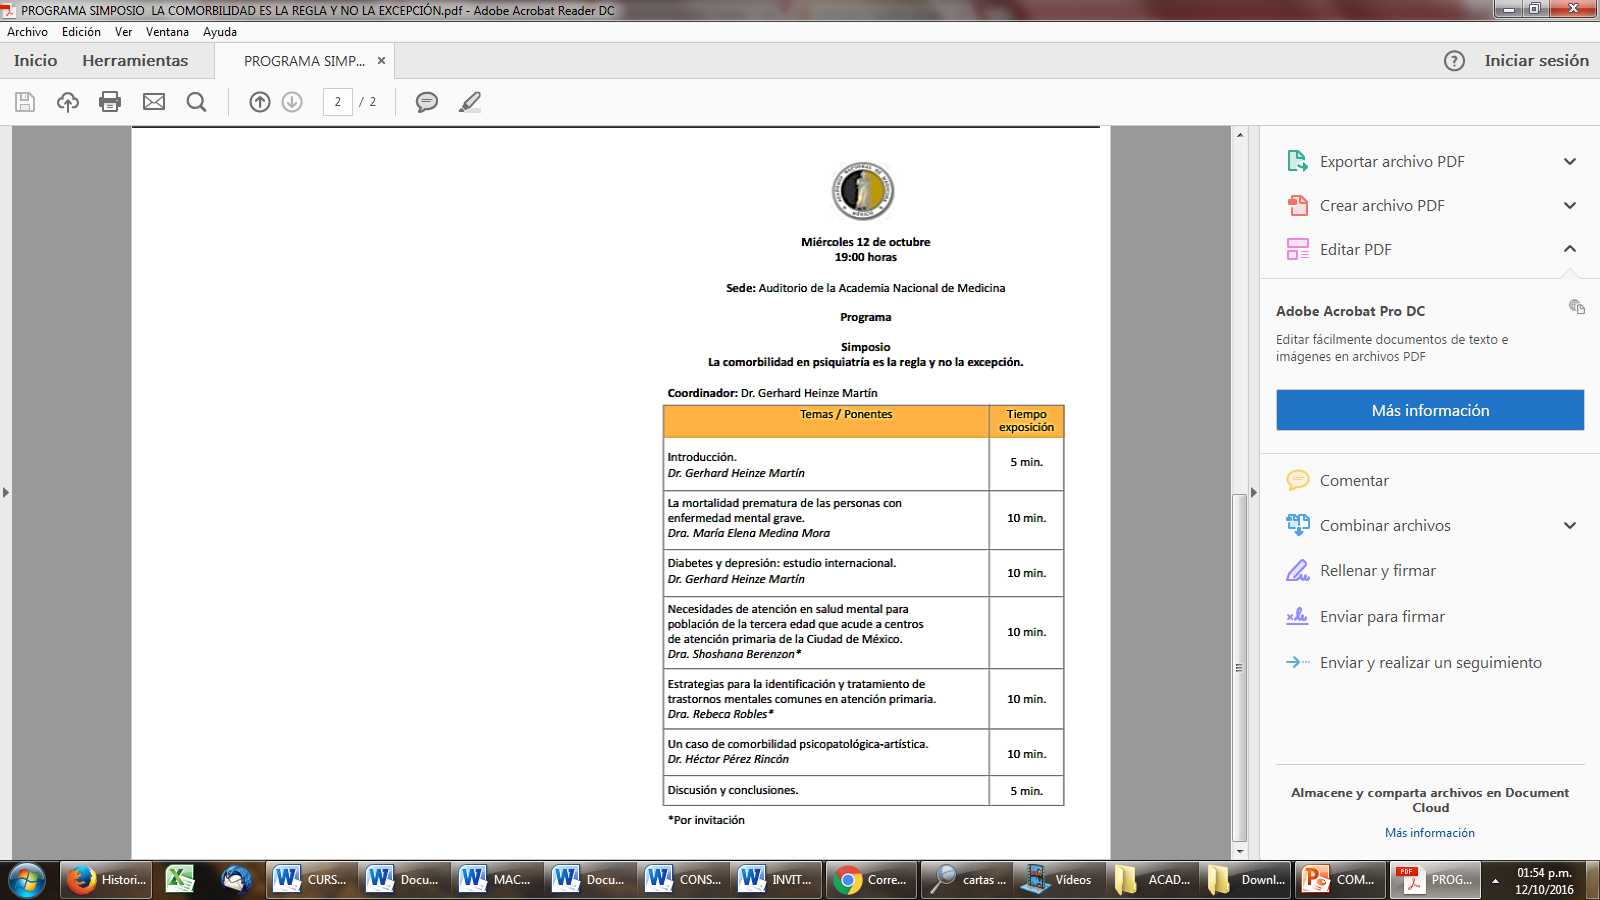 PROGRAMA SIMPOSIO  LA COMORBILIDAD ES LA REGLA Y NO LA EXCEPCIÓN.pdf - Adobe Acrobat Reader DC
Archivo Edición Ver Ventana Ayuda
Inicio Herramientas PROGRAMA SIMP... × ? Iniciar sesión
2 / 2
ACADEMIA NACIONAL DE MEDICINA
MÉXICO
Miércoles 12 de octubre
19:00 horas
Sede: Auditorio de la Academia Nacional de Medicina
Programa
Simposio
La comorbilidad en psiquiatría es la regla y no la excepción.
Coordinador: Dr. Gerhard Heinze Martín
Temas / Ponentes
Tiempo
exposición
Introducción.
Dr. Gerhard Heinze Martín
5 min.
La mortalidad prematura de las personas con
enfermedad mental grave.
Dra. María Elena Medina Mora
10 min.
Diabetes y depresión: estudio internacional.
Dr. Gerhard Heinze Martín
10 min.
Necesidades de atención en salud mental para
población de la tercera edad que acude a centros
de atención primaria de la Ciudad de México.
Dra. Shoshana Berenzon*
10 min.
Estrategias para la identificación y tratamiento de
trastornos mentales comunes en atención primaria.
Dra. Rebeca Robles*
10 min.
Un caso de comorbilidad psicopatológica-artística.
Dr. Héctor Pérez Rincón
10 min.
Discusión y conclusiones.
5 min.
*Por invitación
Exportar archivo PDF
Crear archivo PDF
Editar PDF
Adobe Acrobat Pro DC
Editar fácilmente documentos de texto e
imágenes en archivos PDF
Más información
Comentar
Combinar archivos
Rellenar y firmar
Enviar para firmar
Enviar y realizar un seguimiento
Almacene y comparta archivos en Document
Cloud
Más información
Histori... CURS... Docu... MAC... Docu... CONS... INVIT... Corre... cartas ... Vídeos ACAD... Downl... COM... PROG...
01:54 p.m.
12/10/2016